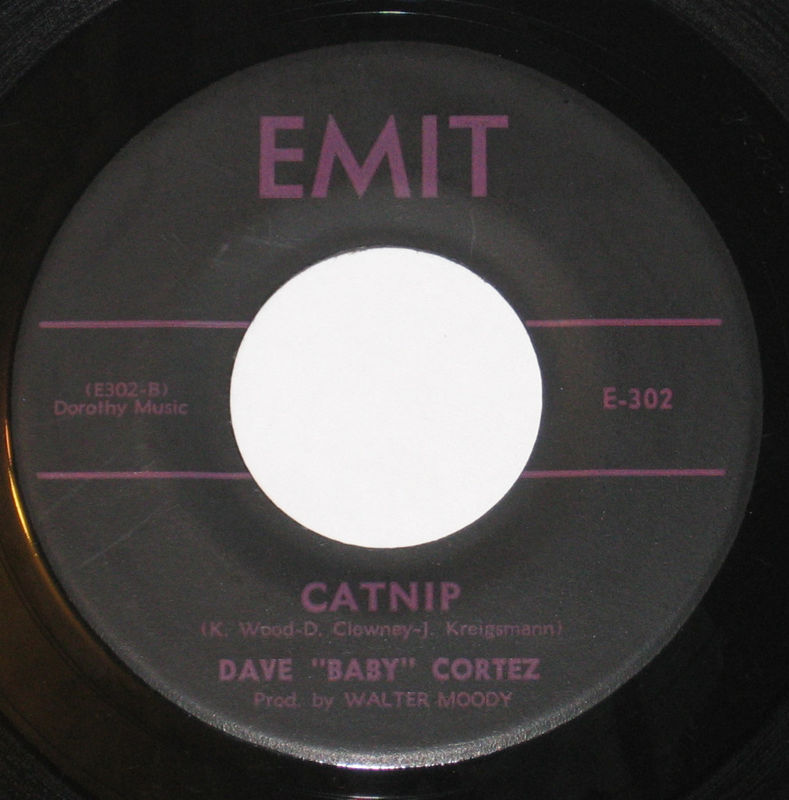 EMIT
(E302-B)
Dorothy Music
E-302
CATNIP
(K. Wood-D. Clowney-J. Kreigsmann)
DAVE "BABY" CORTEZ
Prod. by WALTER MOODY